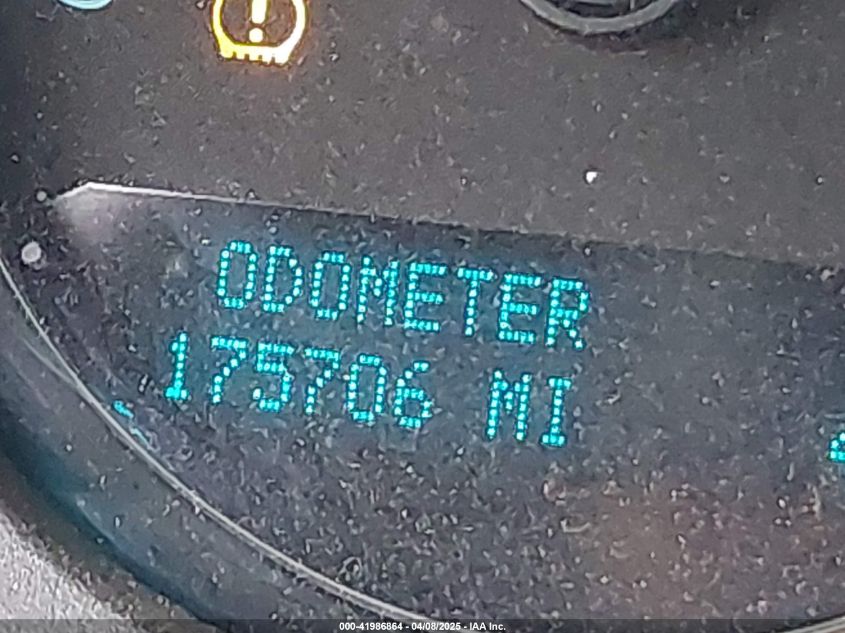 ODOMETER
175706 MI
000-41986864 - 04/08/2025 - IAA Inc.